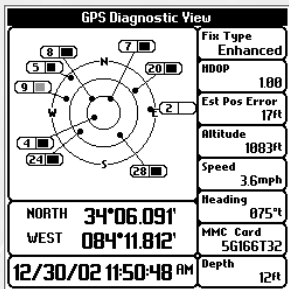 GPS Diagnostic View
8
7
5
N
20
9
2
W
E
4
24
S
28
Fix Type
Enhanced
HDOP
1.00
Est Pos Error
17ft
Altitude
1083ft
Speed
3.6mph
Heading
075°t
MMC Card
5G166T32
Depth
12ft
NORTH 34°06.091'
WEST 084°11.812'
12/30/02 11:50:48 AM